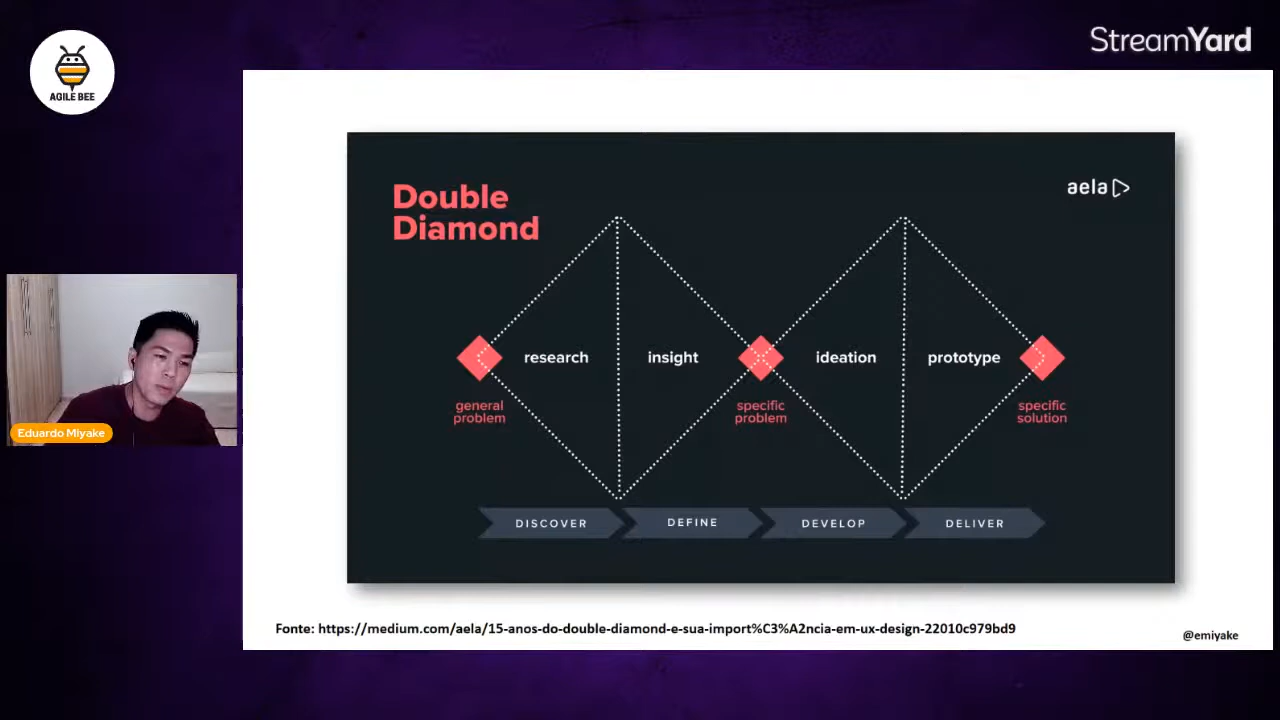 AGILE BEE
StreamYard
Double
Diamond
aela
research
insight
ideation
prototype
general
problem
specific
problem
specific
solution
DISCOVER
DEFINE
DEVELOP
DELIVER
Eduardo Miyake
Fonte: https://medium.com/aela/15-anos-do-double-diamond-e-sua-import%C3%A2ncia-em-ux-design-22010c979bd9
@emiyake